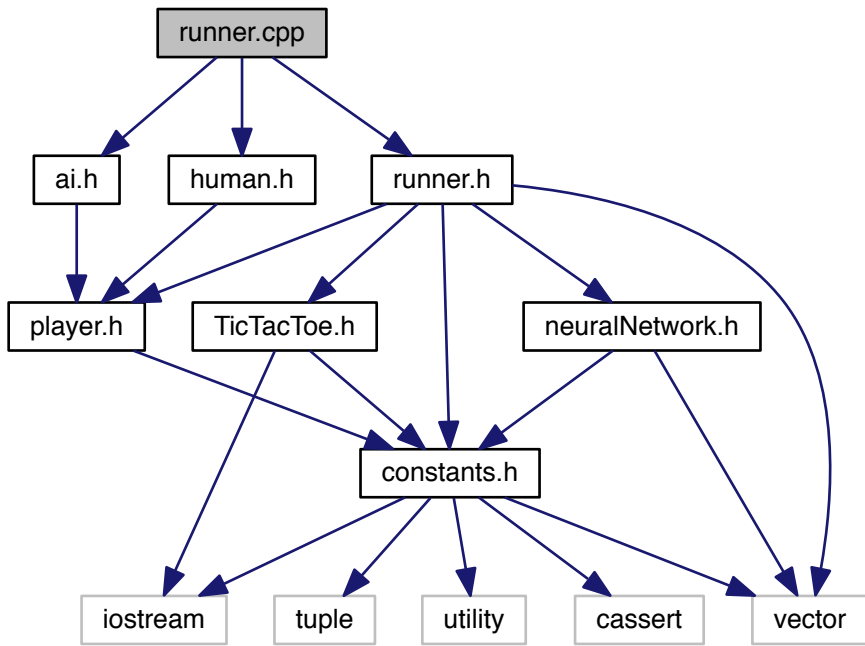 runner.cpp
ai.h
human.h
runner.h
player.h
TicTacToe.h
neuralNetwork.h
constants.h
iostream
tuple
utility
cassert
vector